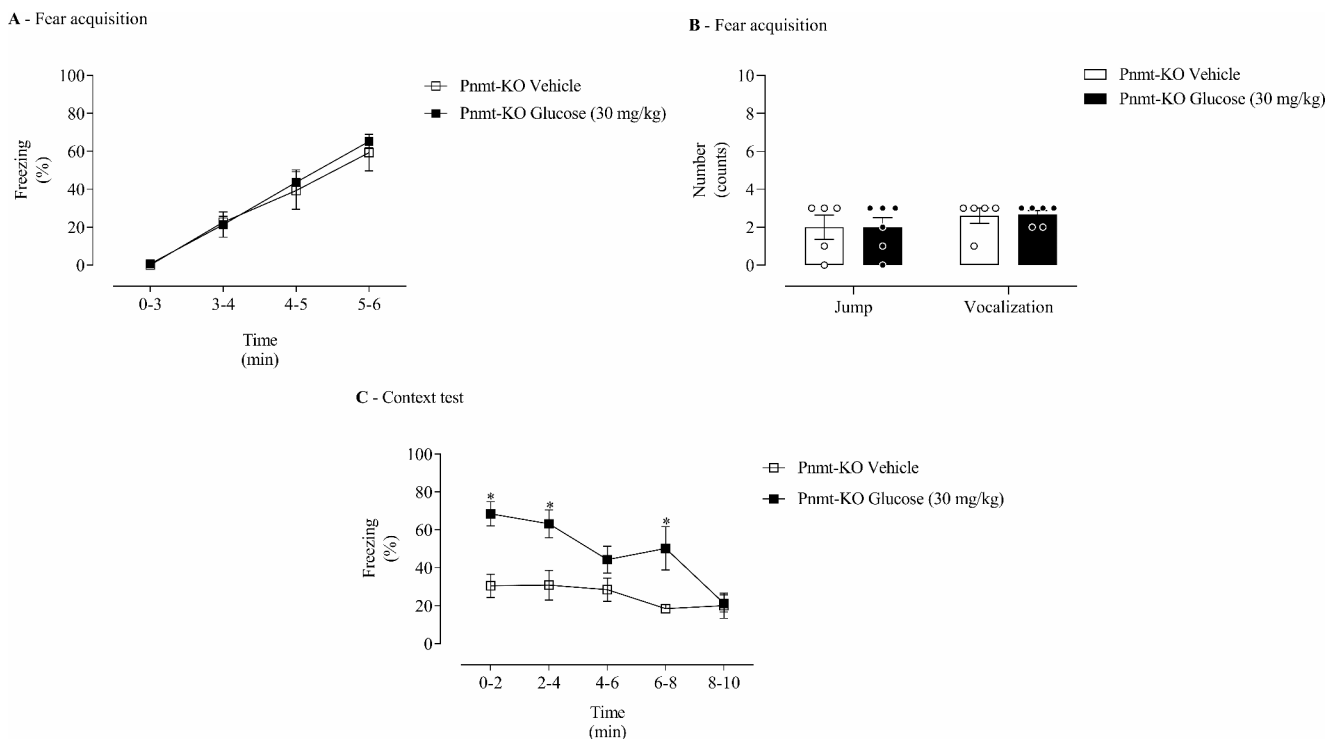 A - Fear acquisition
100
80
60
40
20
0
Freezing
(%)
0-3
3-4
4-5
5-6
Time
(min)
Pnmt-KO Vehicle
Pnmt-KO Glucose (30 mg/kg)
B - Fear acquisition
10
8
6
4
2
0
Number
(counts)
Jump
Vocalization
Pnmt-KO Vehicle
Pnmt-KO Glucose (30 mg/kg)
C - Context test
100
80
60
40
20
0
Freezing
(%)
*
*
*
0-2
2-4
4-6
6-8
8-10
Time
(min)
Pnmt-KO Vehicle
Pnmt-KO Glucose (30 mg/kg)